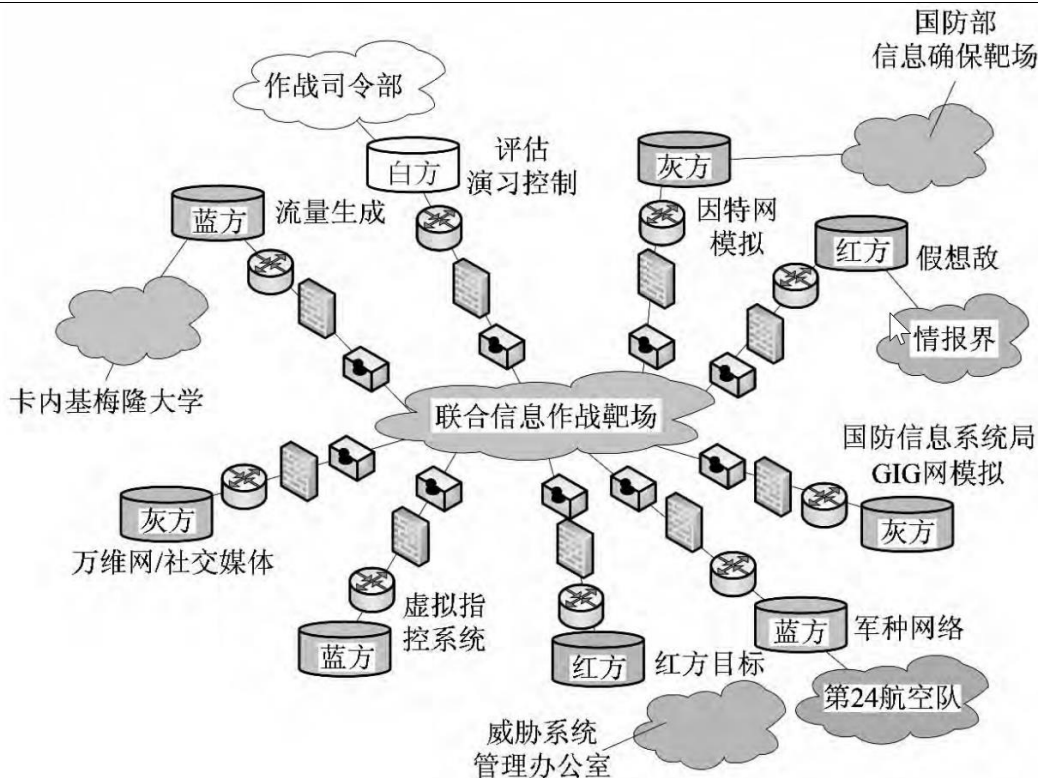 国防部
信息确保靶场
作战司令部
白方
评估
演习控制
灰方
因特网
模拟
蓝方
流量生成
红方
假想敌
情报界
卡内基梅隆大学
联合信息作战靶场
国防信息系统局
GIG网模拟
灰方
灰方
万维网/社交媒体
虚拟指
控系统
蓝方
红方
红方目标
蓝方
军种网络
第24航空队
威胁系统
管理办公室